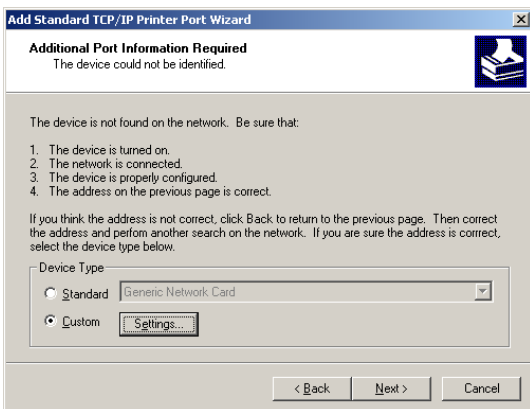 Add Standard TCP/IP Printer Port Wizard
Additional Port Information Required
The device could not be identified.
The device is not found on the network. Be sure that:
1. The device is turned on.
2. The network is connected.
3. The device is properly configured.
4. The address on the previous page is correct.
If you think the address is not correct, click Back to return to the previous page. Then correct
the address and perfom another search on the network. If you are sure the address is correct,
select the device type below.
Device Type
Standard Generic Network Card
Custom Settings...
< Back Next > Cancel